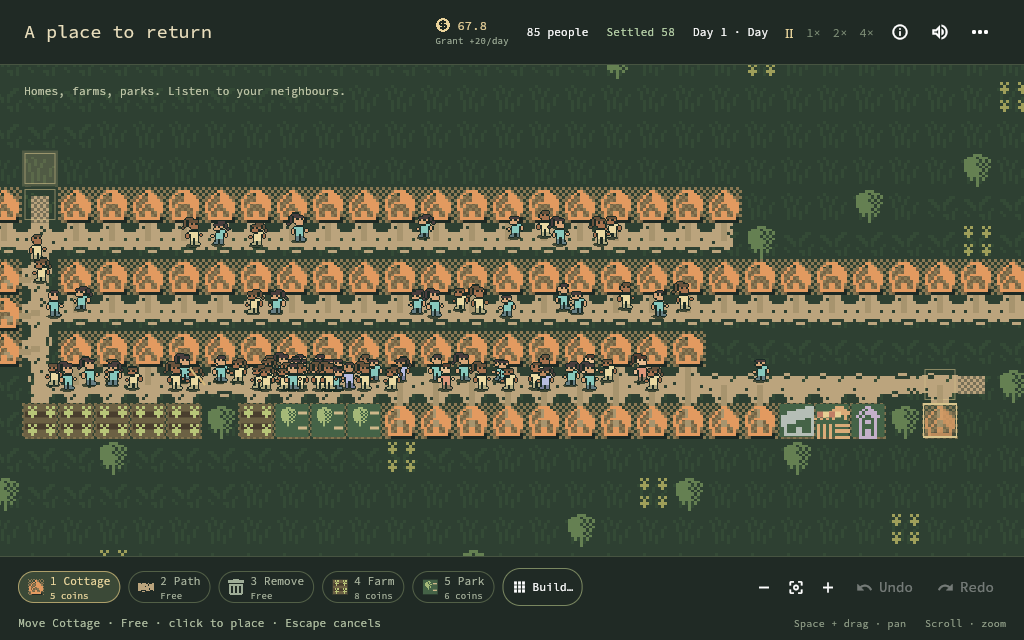 A place to return
67.8
Grant +20/day
85 people
Settled 58
Day 1 · Day
1×
2×
4×
Homes, farms, parks. Listen to your neighbours.
1 Cottage
5 coins
2 Path
Free
3 Remove
Free
4 Farm
8 coins
5 Park
6 coins
Build…
Undo
Redo
Move Cottage · Free · click to place · Escape cancels
Space + drag · pan
Scroll · zoom